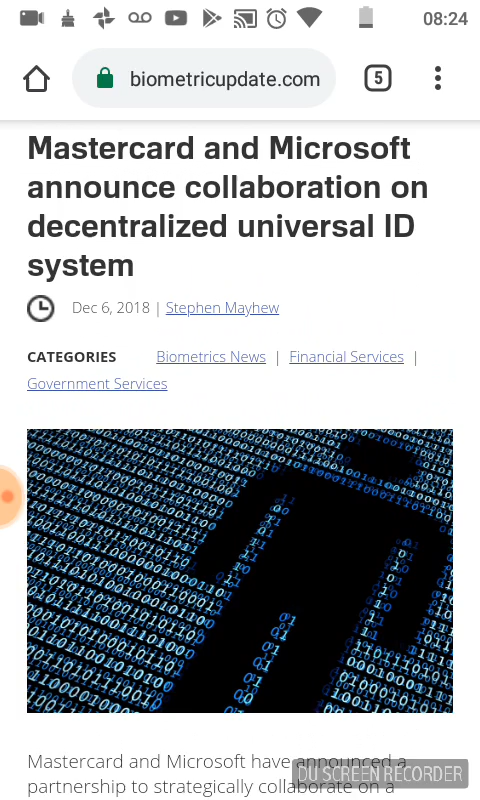 08:24
biometricupdate.com
5
Mastercard and Microsoft
announce collaboration on
decentralized universal ID
system
Dec 6, 2018 | Stephen Mayhew
CATEGORIES Biometrics News | Financial Services |
Government Services
Mastercard and Microsoft have announced a
partnership to strategically collaborate on a
DU SCREEN RECORDER